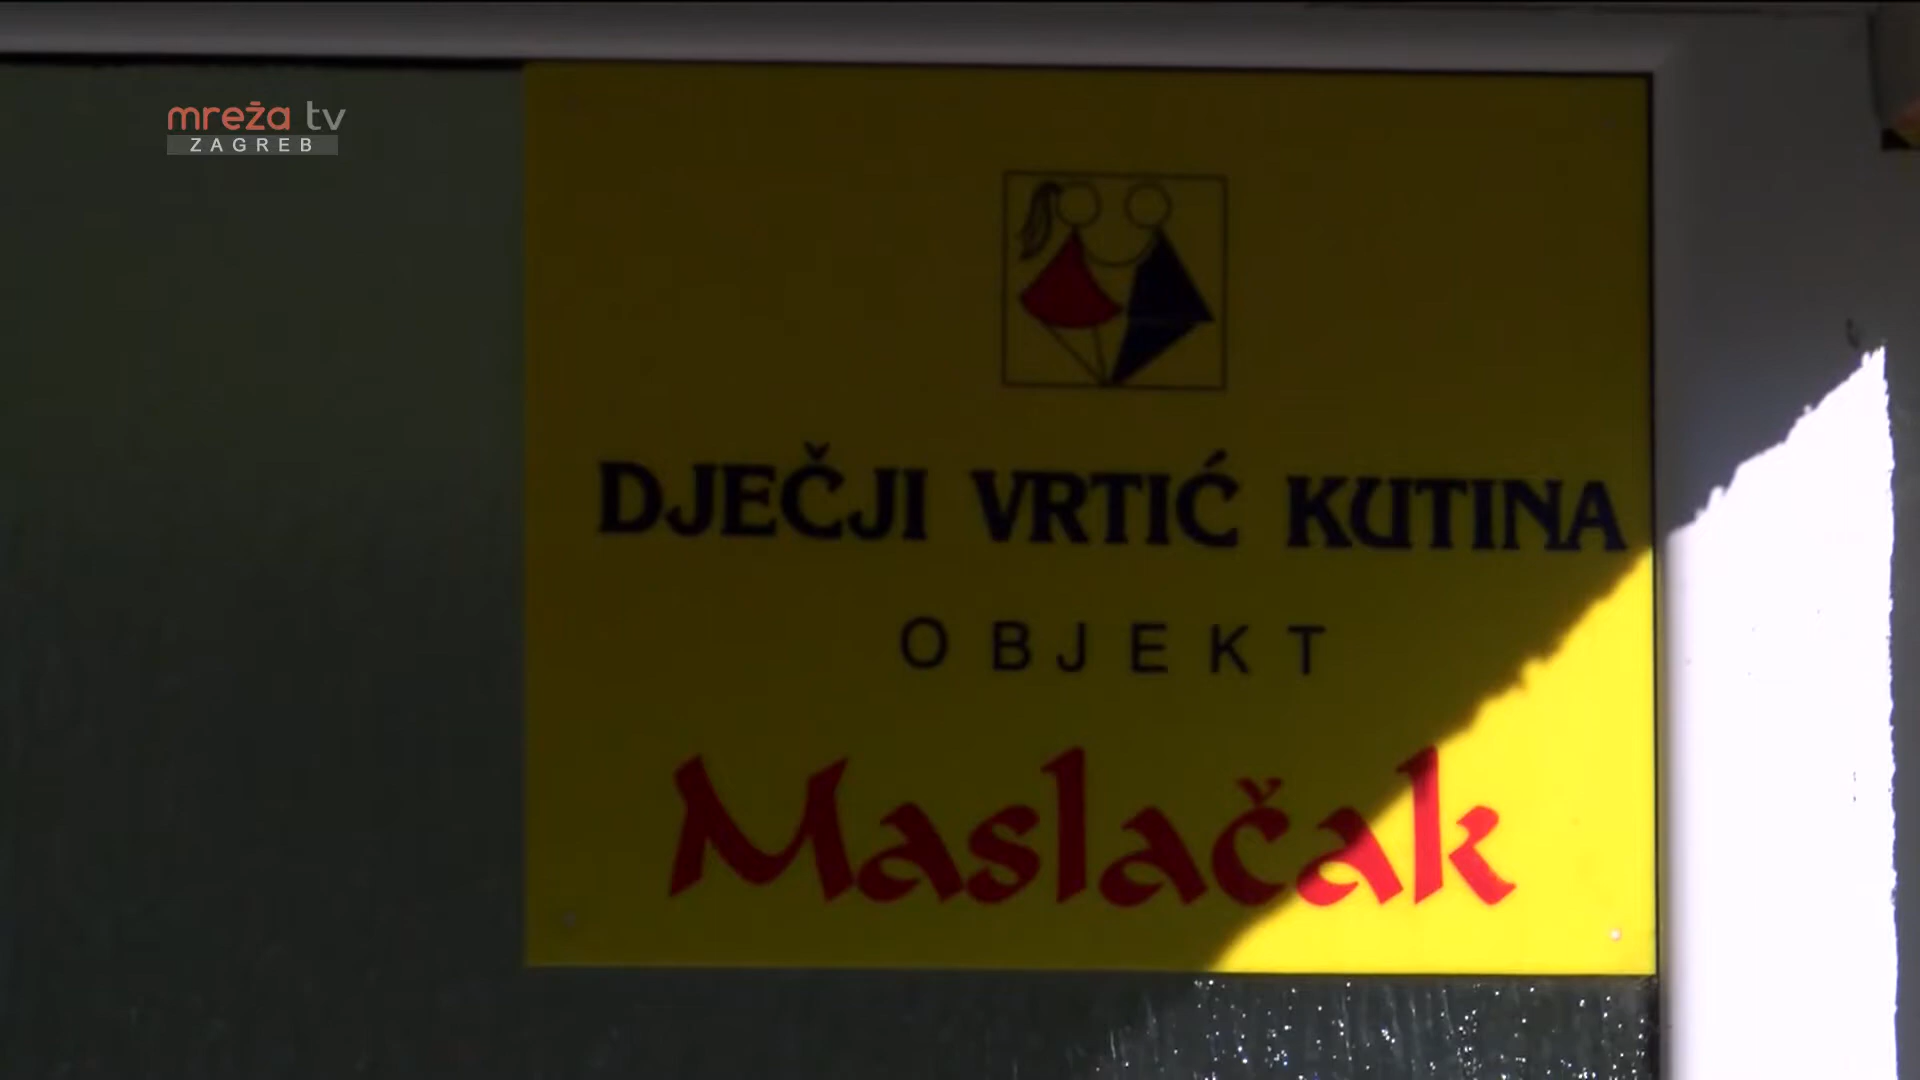 mreža tv
ZAGREB
DJEČJI VRTIĆ KUTINA
OBJEKT
Maslačak